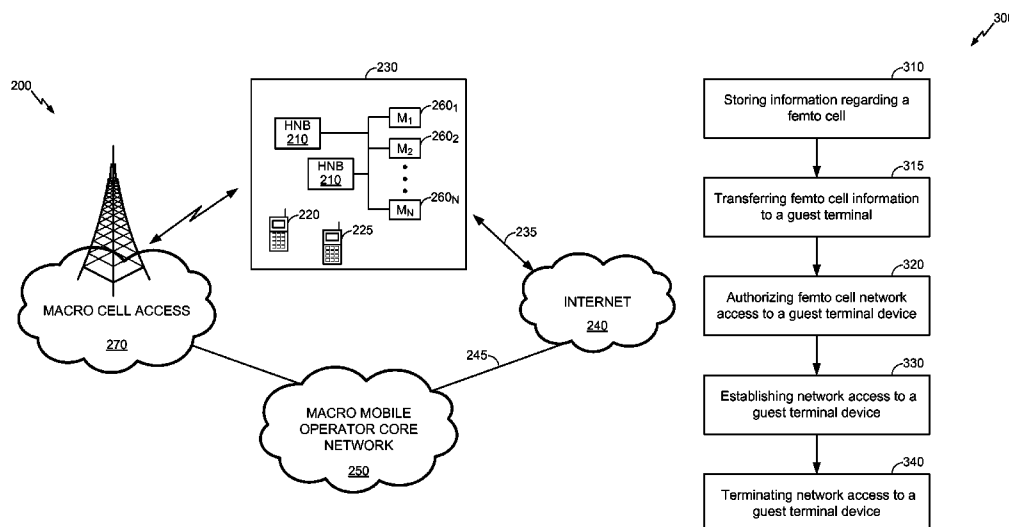 200
230
HNB
210
HNB
210
M1
2601
M2
2602
MN
260N
220
225
235
MACRO CELL ACCESS
270
INTERNET
240
245
MACRO MOBILE
OPERATOR CORE
NETWORK
250
310
Storing information regarding a
femto cell
315
Transferring femto cell information
to a guest terminal
320
Authorizing femto cell network
access to a guest terminal device
330
Establishing network access to a
guest terminal device
340
Terminating network access to a
guest terminal device